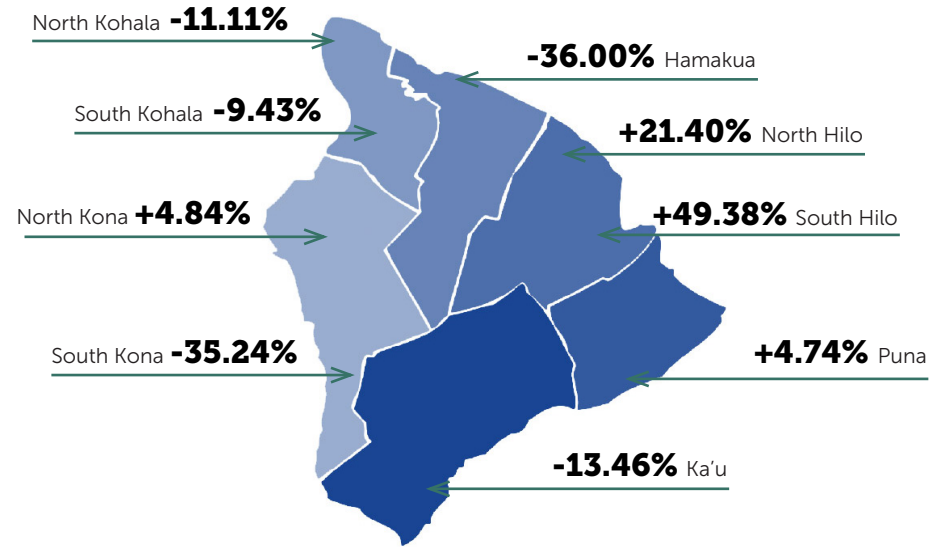 North Kohala -11.11%
-36.00% Hamakua
South Kohala -9.43%
+21.40% North Hilo
North Kona +4.84%
+49.38% South Hilo
South Kona -35.24%
+4.74% Puna
-13.46% Ka’u